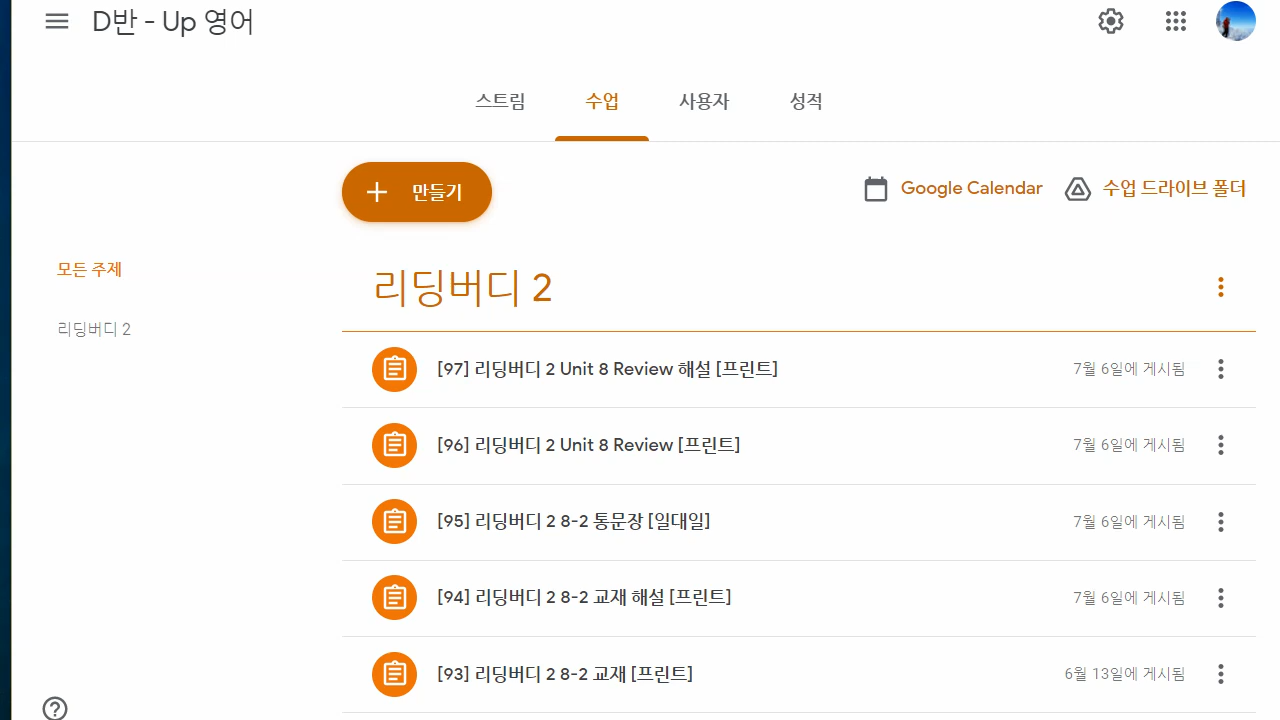 D반 - Up 영어
스트림 수업 사용자 성적
만들기
Google Calendar 수업 드라이브 폴더
모든 주제
리딩버디 2
리딩버디 2
[97] 리딩버디 2 Unit 8 Review 해설 [프린트] 7월 6일에 게시됨
[96] 리딩버디 2 Unit 8 Review [프린트] 7월 6일에 게시됨
[95] 리딩버디 2 8-2 통문장 [일대일] 7월 6일에 게시됨
[94] 리딩버디 2 8-2 교재 해설 [프린트] 7월 6일에 게시됨
[93] 리딩버디 2 8-2 교재 [프린트] 6월 13일에 게시됨